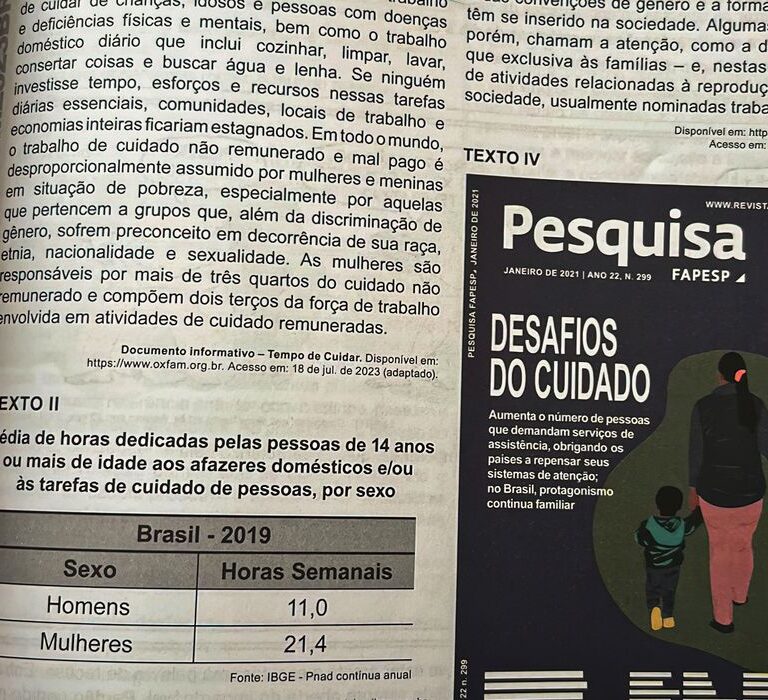 de cuidar de crianças, idosos e pessoas com doenças
e deficiências físicas e mentais, bem como o trabalho
doméstico diário que inclui cozinhar, limpar, lavar,
consertar coisas e buscar água e lenha. Se ninguém
investisse tempo, esforços e recursos nessas tarefas
diárias essenciais, comunidades, locais de trabalho e
economias inteiras ficariam estagnados. Em todo o mundo,
o trabalho de cuidado não remunerado e mal pago é
desproporcionalmente assumido por mulheres e meninas
em situação de pobreza, especialmente por aquelas
que pertencem a grupos que, além da discriminação de
gênero, sofrem preconceito em decorrência de sua raça,
etnia, nacionalidade e sexualidade. As mulheres são
responsáveis por mais de três quartos do cuidado não
remunerado e compõem dois terços da força de trabalho
envolvida em atividades de cuidado remuneradas.
Documento informativo – Tempo de Cuidar. Disponível em:
https://www.oxfam.org.br. Acesso em: 18 de jul. de 2023 (adaptado).
EXTO II
édia de horas dedicadas pelas pessoas de 14 anos
ou mais de idade aos afazeres domésticos e/ou
às tarefas de cuidado de pessoas, por sexo
Brasil - 2019
Sexo Horas Semanais
Homens 11,0
Mulheres 21,4
Fonte: IBGE - Pnad contínua anual
convenções de gênero e a forma
têm se inserido na sociedade. Algumas
porém, chamam a atenção, como a d
que exclusiva às famílias – e, nestas
de atividades relacionadas à reproduç
sociedade, usualmente nominadas traba
Disponível em: http
Acesso em:
TEXTO IV
PESQUISA FAPESP, JANEIRO DE 2021
WWW.REVIST
Pesquisa
JANEIRO DE 2021 | ANO 22, N. 299 FAPESP
DESAFIOS
DO CUIDADO
Aumenta o número de pessoas
que demandam serviços de
assistência, obrigando os
países a repensar seus
sistemas de atenção;
no Brasil, protagonismo
continua familiar
22 n. 299